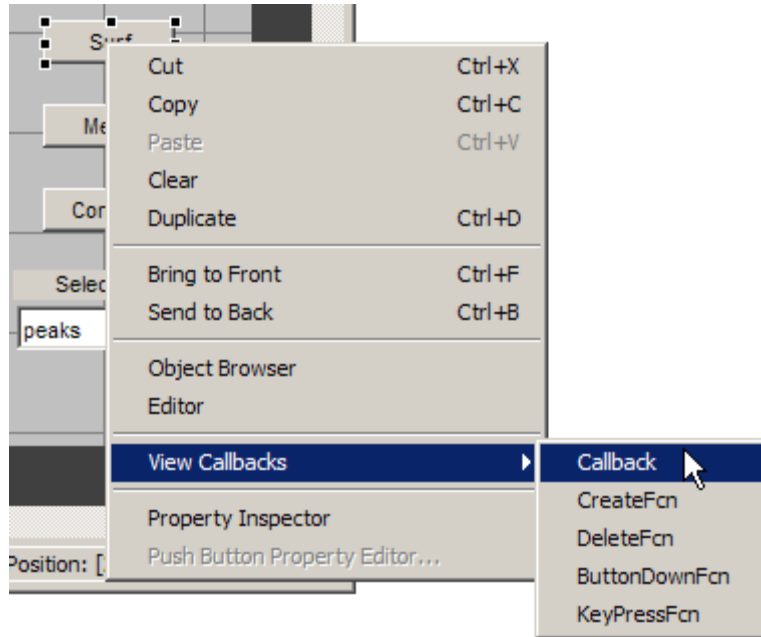 Surf
Cut Ctrl+X
Copy Ctrl+C
Paste Ctrl+V
Clear
Duplicate Ctrl+D
Bring to Front Ctrl+F
Send to Back Ctrl+B
peaks
Object Browser
Editor
View Callbacks
Callback
CreateFcn
Property Inspector
DeleteFcn
Position: [
Push Button Property Editor...
ButtonDownFcn
KeyPressFcn